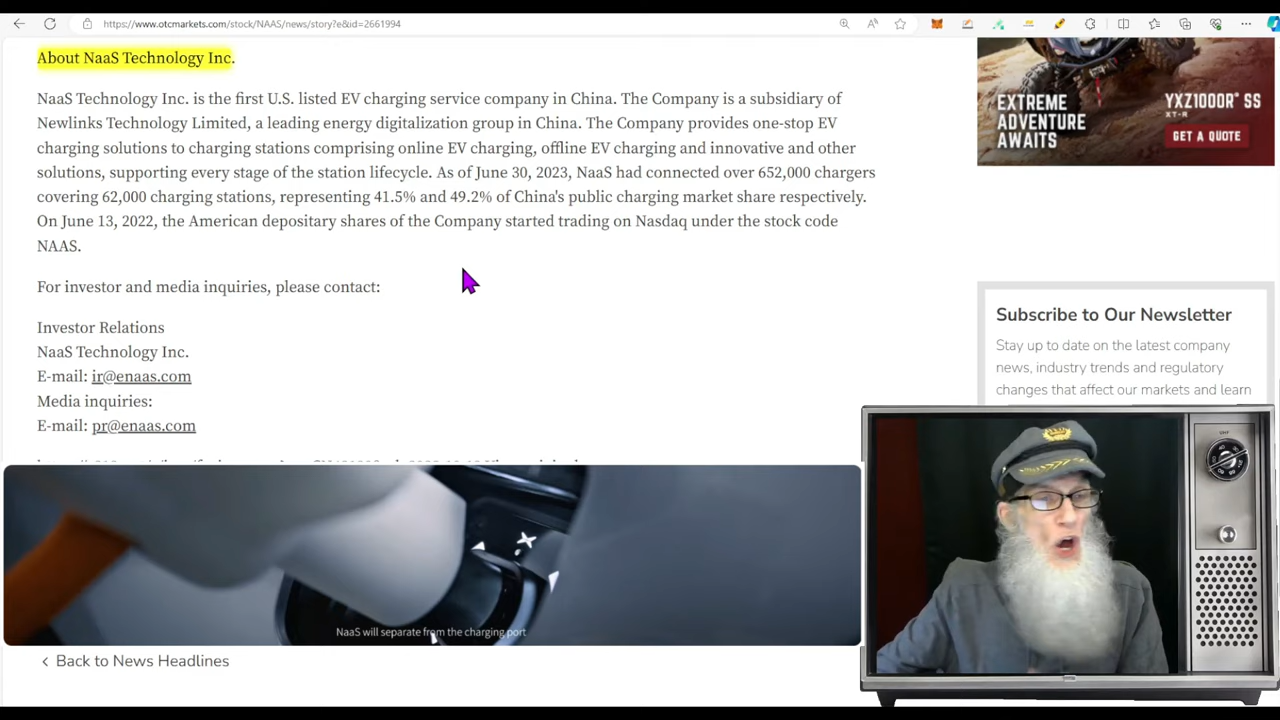 https://www.otcmarkets.com/stock/NAAS/news/story?e&id=2661994
About NaaS Technology Inc.
NaaS Technology Inc. is the first U.S. listed EV charging service company in China. The Company is a subsidiary of
Newlinks Technology Limited, a leading energy digitalization group in China. The Company provides one-stop EV
charging solutions to charging stations comprising online EV charging, offline EV charging and innovative and other
solutions, supporting every stage of the station lifecycle. As of June 30, 2023, NaaS had connected over 652,000 chargers
covering 62,000 charging stations, representing 41.5% and 49.2% of China's public charging market share respectively.
On June 13, 2022, the American depositary shares of the Company started trading on Nasdaq under the stock code
NAAS.
For investor and media inquiries, please contact:
Investor Relations
NaaS Technology Inc.
E-mail: ir@enaas.com
Media inquiries:
E-mail: pr@enaas.com
NaaS will separate from the charging port
Back to News Headlines
EXTREME
ADVENTURE
AWAITS
YXZ1000R® SS
XT-R
GET A QUOTE
Subscribe to Our Newsletter
Stay up to date on the latest company
news, industry trends and regulatory
changes that affect our markets and learn